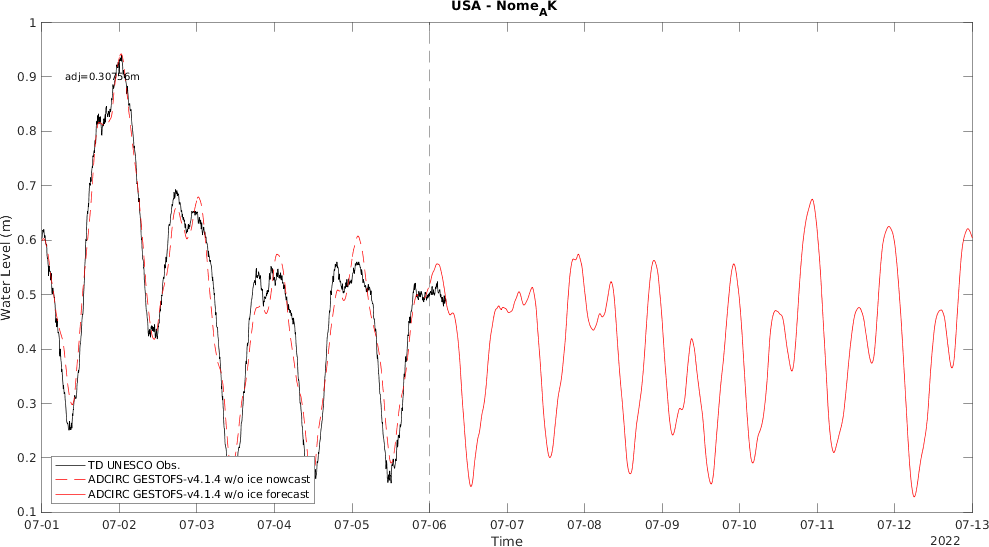 USA - Nome_AK
1
0.9
0.8
0.7
0.6
0.5
0.4
0.3
0.2
0.1
Water Level (m)
adj=0.30756m
TD UNESCO Obs.
ADCIRC GESTOFS-v4.1.4 w/o ice nowcast
ADCIRC GESTOFS-v4.1.4 w/o ice forecast
07-01 07-02 07-03 07-04 07-05 07-06 07-07 07-08 07-09 07-10 07-11 07-12 07-13
Time
2022